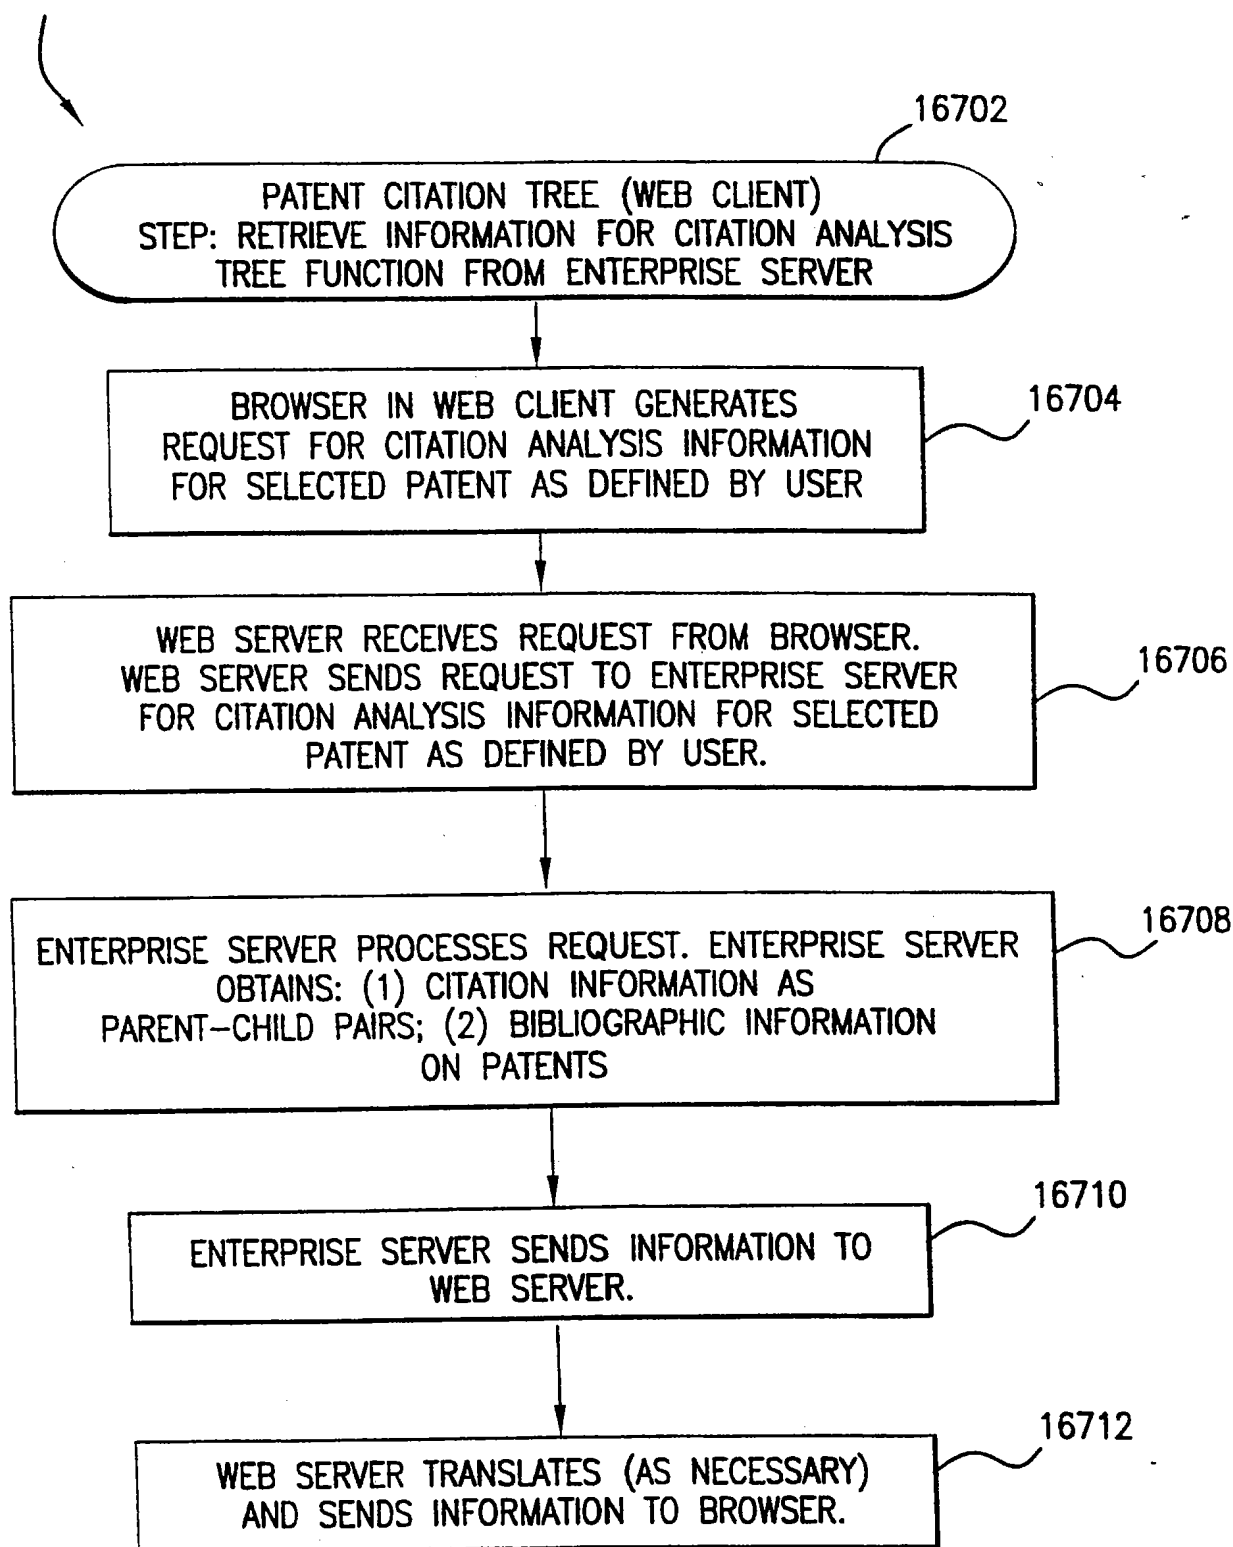 16702
PATENT CITATION TREE (WEB CLIENT)
STEP: RETRIEVE INFORMATION FOR CITATION ANALYSIS
TREE FUNCTION FROM ENTERPRISE SERVER
16704
BROWSER IN WEB CLIENT GENERATES
REQUEST FOR CITATION ANALYSIS INFORMATION
FOR SELECTED PATENT AS DEFINED BY USER
16706
WEB SERVER RECEIVES REQUEST FROM BROWSER.
WEB SERVER SENDS REQUEST TO ENTERPRISE SERVER
FOR CITATION ANALYSIS INFORMATION FOR SELECTED
PATENT AS DEFINED BY USER.
16708
ENTERPRISE SERVER PROCESSES REQUEST. ENTERPRISE SERVER
OBTAINS: (1) CITATION INFORMATION AS
PARENT-CHILD PAIRS; (2) BIBLIOGRAPHIC INFORMATION
ON PATENTS
16710
ENTERPRISE SERVER SENDS INFORMATION TO
WEB SERVER.
16712
WEB SERVER TRANSLATES (AS NECESSARY)
AND SENDS INFORMATION TO BROWSER.